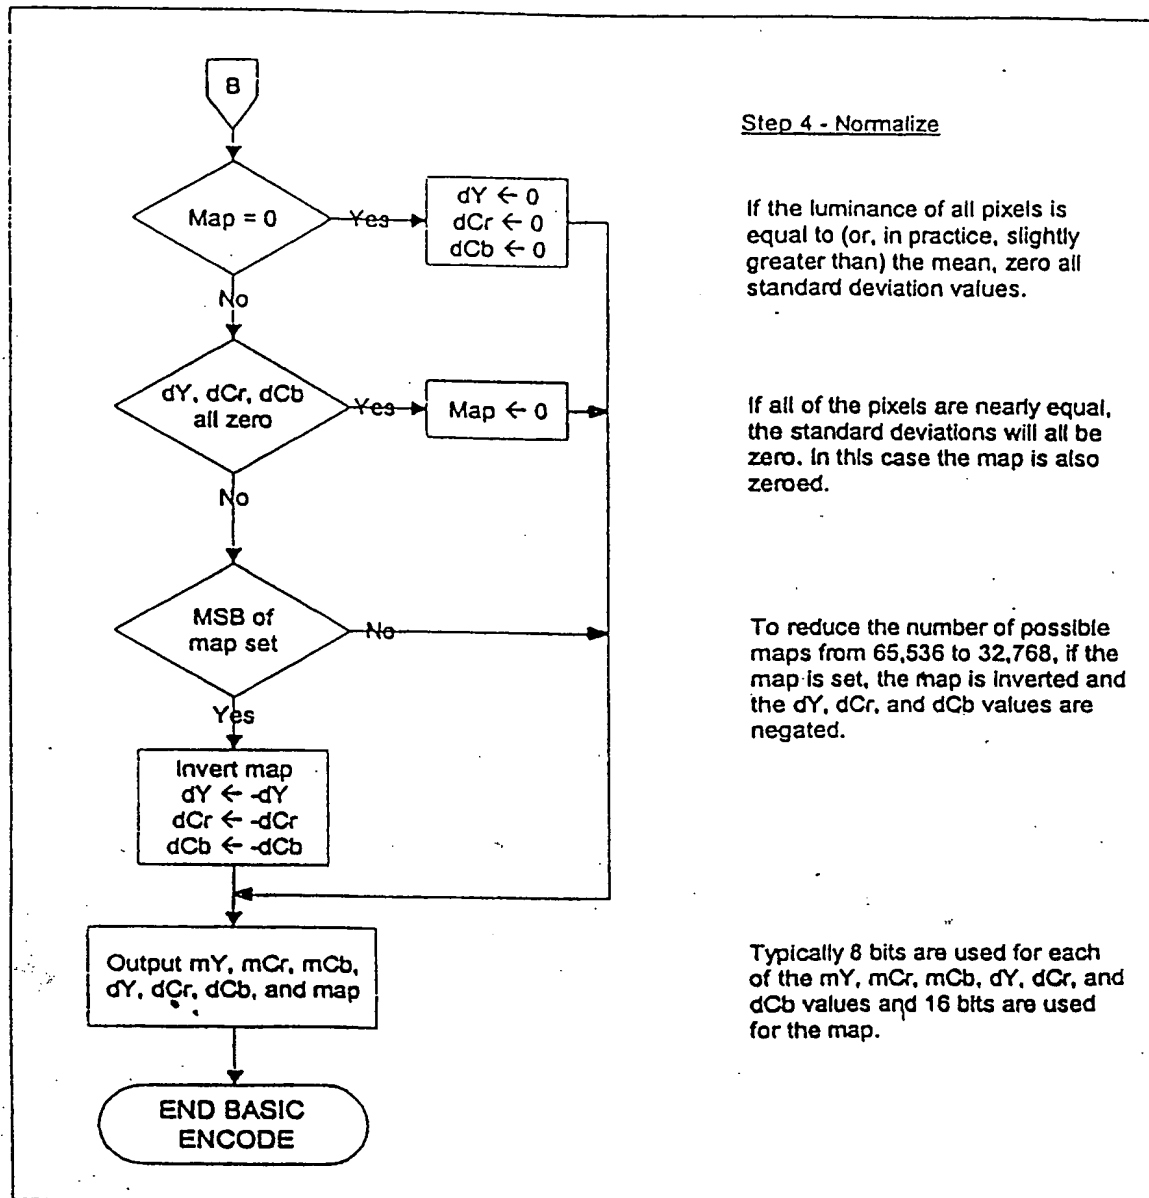 B
Step 4 - Normalize
Map = 0
Yes
dY ← 0
dCr ← 0
dCb ← 0
If the luminance of all pixels is
equal to (or, in practice, slightly
greater than) the mean, zero all
standard deviation values.
No
dY, dCr, dCb
all zero
Yes
Map ← 0
If all of the pixels are nearly equal,
the standard deviations will all be
zero. In this case the map is also
zeroed.
No
MSB of
map set
No
To reduce the number of possible
maps from 65,536 to 32,768, if the
map is set, the map is inverted and
the dY, dCr, and dCb values are
negated.
Yes
Invert map
dY ← -dY
dCr ← -dCr
dCb ← -dCb
Output mY, mCr, mCb,
dY, dCr, dCb, and map
Typically 8 bits are used for each
of the mY, mCr, mCb, dY, dCr, and
dCb values and 16 bits are used
for the map.
END BASIC
ENCODE